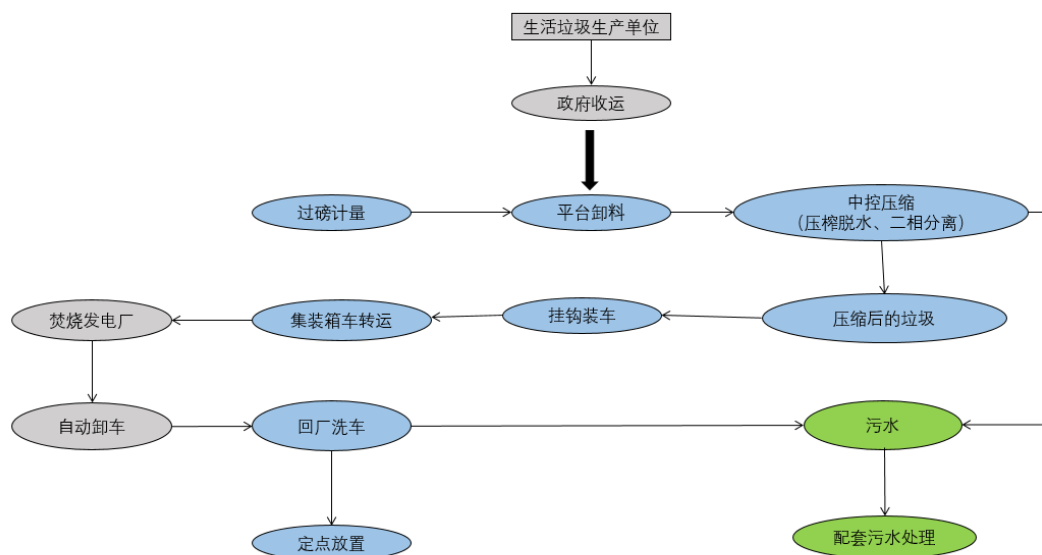 生活垃圾生产单位
政府收运
过磅计量
平台卸料
中控压缩
（压榨脱水、二相分离）
焚烧发电厂
集装箱车转运
挂钩装车
压缩后的垃圾
自动卸车
回厂洗车
污水
定点放置
配套污水处理